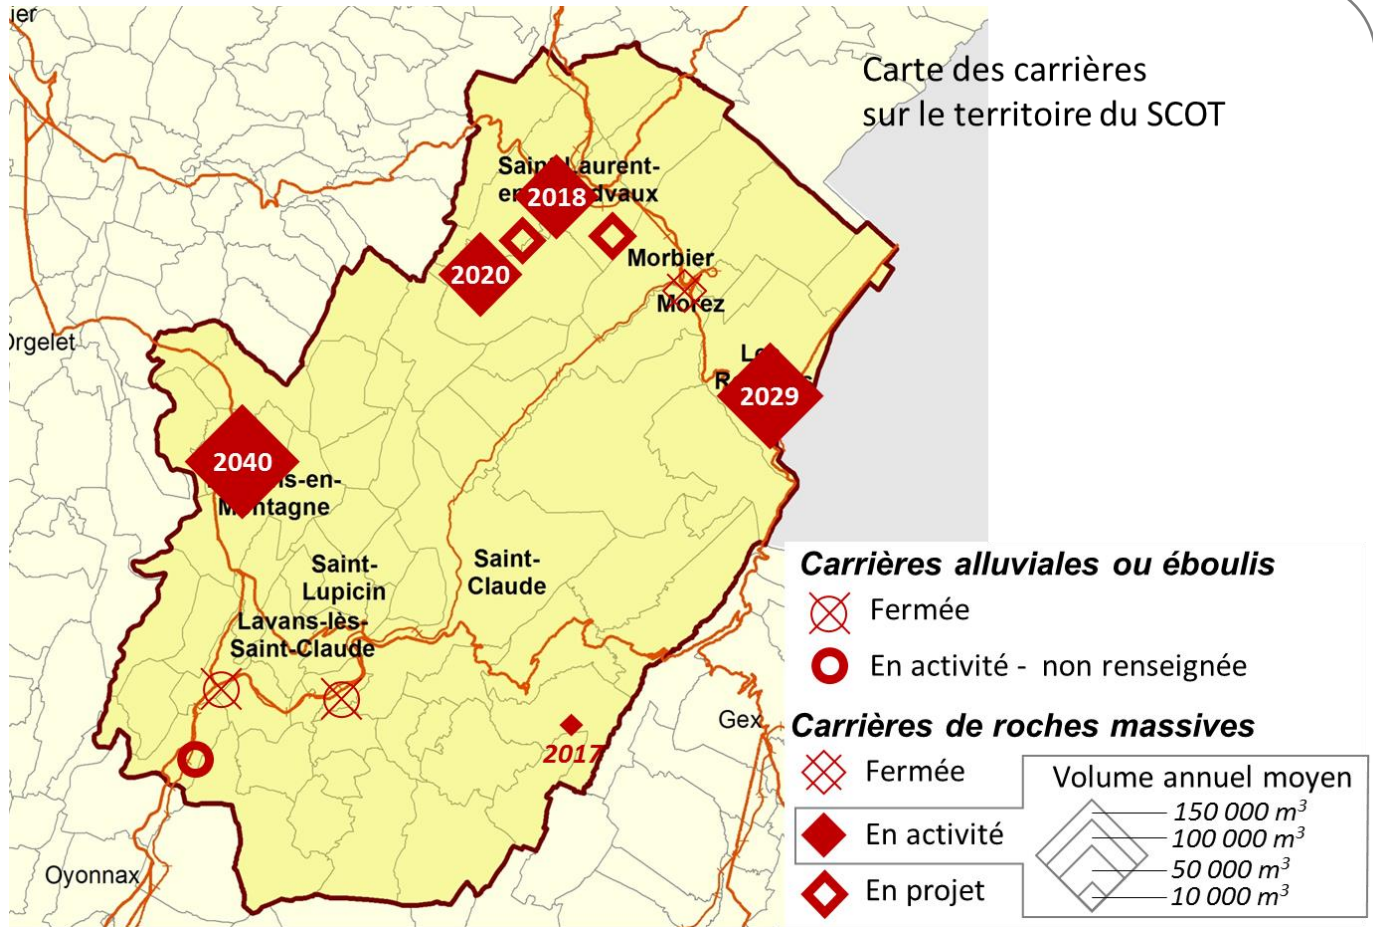 ier
Carte des carrières
sur le territoire du SCOT
2018
2020
Morbier
Morez
Orgelet
2029
2040
Montagne
Saint-
Lupicin
Saint-
Claude
Lavans-lès-
Saint-Claude
2017
Gex
Oyonnax
Carrières alluviales ou éboulis
Fermée
En activité - non renseignée
Carrières de roches massives
Fermée
En activité
En projet
Volume annuel moyen
150 000 m³
100 000 m³
50 000 m³
10 000 m³